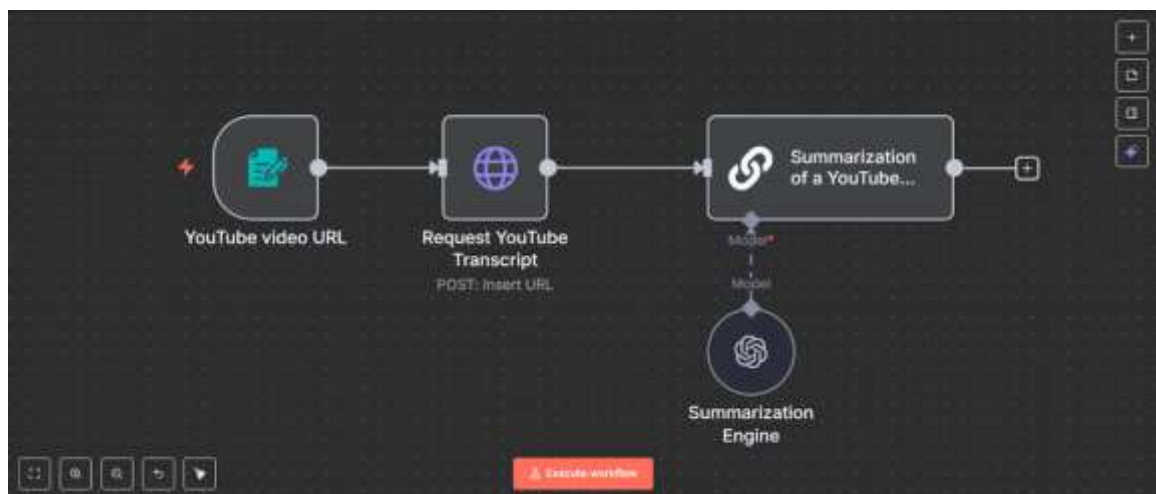 YouTube video URL
Request YouTube
Transcript
POST: Insert URL
Summarization
of a YouTube...
Model*
Model
Summarization
Engine
Execute workflow